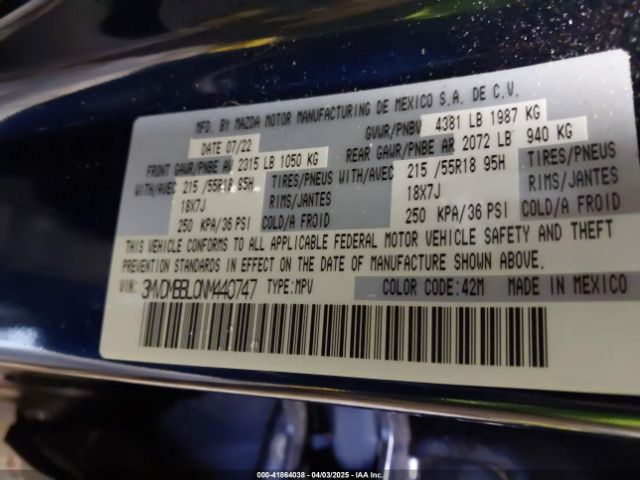 MFG. BY MAZDA MOTOR MANUFACTURING DE MEXICO S.A. DE C.V.
DATE 07/22 GVWR/PNBV 4381 LB 1987 KG
FRONT GAWR/PNBE AV 2315 LB 1050 KG REAR GAWR/PNBE AR 2072 LB 940 KG
WITH/AVEC 215 /55R18 95H TIRES/PNEUS WITH/AVEC 215 /55R18 95H TIRES/PNEUS
18X7J RIMS/JANTES 18X7J RIMS/JANTES
250 KPA/36 PSI COLD/A FROID 250 KPA/36 PSI COLD/A FROID
THIS VEHICLE CONFORMS TO ALL APPLICABLE FEDERAL MOTOR VEHICLE SAFETY AND THEFT
PREVENTION STANDARDS IN EFFECT ON THE DATE OF MANUFACTURE SHOWN ABOVE.
VIN: 3MVDMBBL0NM440747 TYPE:MPV COLOR CODE:42M MADE IN MEXICO
000-41864038 - 04/03/2025 - IAA Inc.